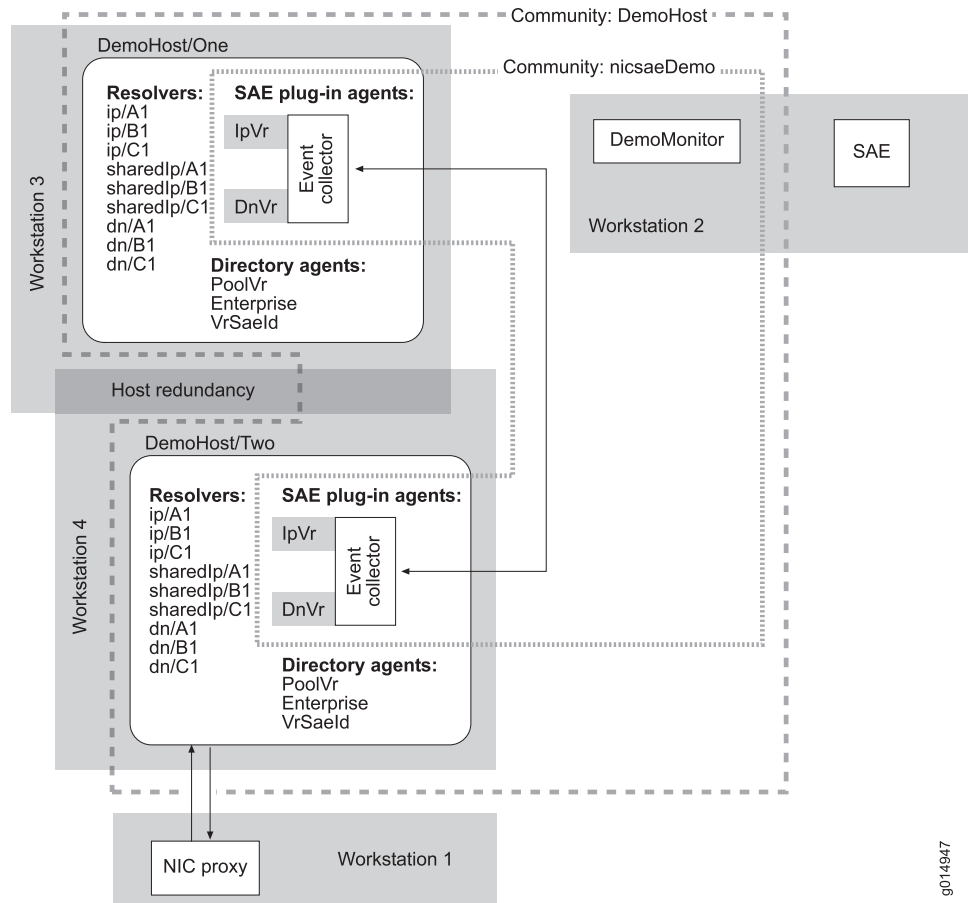 Community: DemoHost
DemoHost/One
Community: nicsaeDemo
Resolvers:
ip/A1
ip/B1
ip/C1
sharedIp/A1
sharedIp/B1
sharedIp/C1
dn/A1
dn/B1
dn/C1
SAE plug-in agents:
IpVr
DnVr
Event
collector
Directory agents:
PoolVr
Enterprise
VrSaeId
Workstation 3
DemoMonitor
SAE
Workstation 2
Host redundancy
DemoHost/Two
Resolvers:
ip/A1
ip/B1
ip/C1
sharedIp/A1
sharedIp/B1
sharedIp/C1
dn/A1
dn/B1
dn/C1
SAE plug-in agents:
IpVr
DnVr
Event
collector
Directory agents:
PoolVr
Enterprise
VrSaeId
Workstation 4
NIC proxy
Workstation 1
g014947